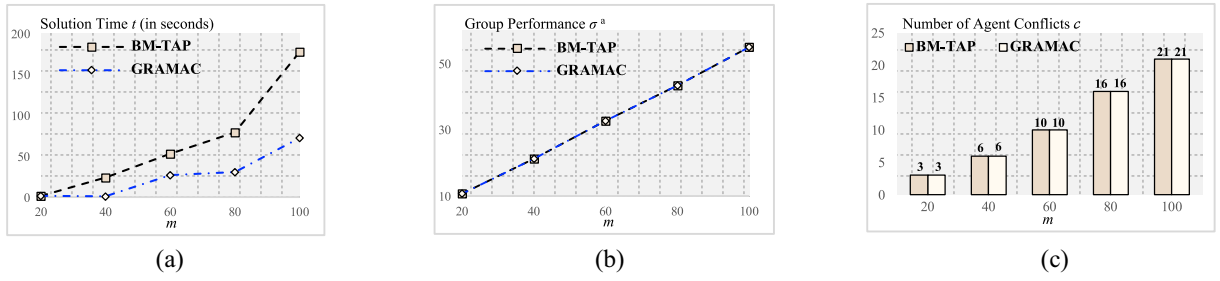 Solution Time t (in seconds)
200
150
100
50
0
BM-TAP
GRAMAC
20 40 60 80 100
m
(a)
Group Performance σ a
50
30
10
BM-TAP
GRAMAC
20 40 60 80 100
m
(b)
Number of Agent Conflicts c
25
20
15
10
5
0
BM-TAP GRAMAC
3 3
6 6
10 10
16 16
21 21
20 40 60 80 100
m
(c)